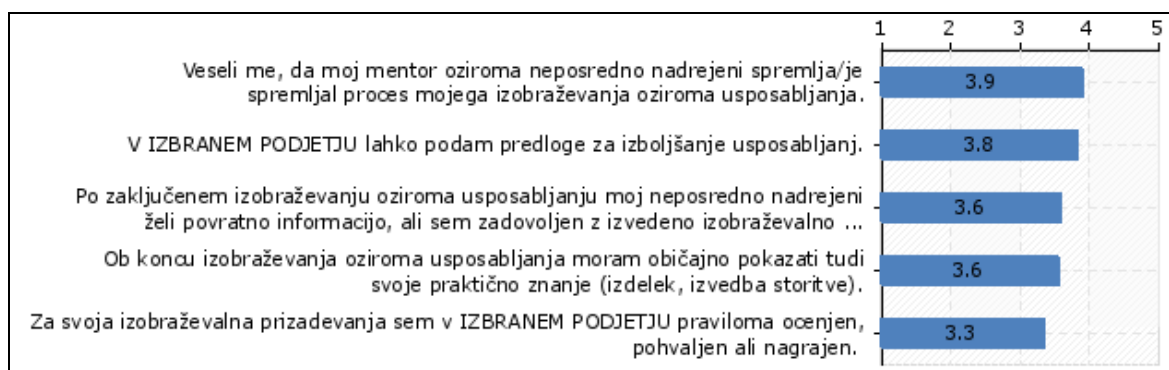 1 2 3 4 5
Veseli me, da moj mentor oziroma neposredno nadrejeni spremlja/je
spremljal proces mojega izobraževanja oziroma usposabljanja.
3.9
V IZBRANEM PODJETJU lahko podam predloge za izboljšanje usposabljanj.
3.8
Po zaključenem izobraževanju oziroma usposabljanju moj neposredno nadrejeni
želi povratno informacijo, ali sem zadovoljen z izvedeno izobraževalno ...
3.6
Ob koncu izobraževanja oziroma usposabljanja moram običajno pokazati tudi
svoje praktično znanje (izdelek, izvedba storitve).
3.6
Za svoja izobraževalna prizadevanja sem v IZBRANEM PODJETJU praviloma ocenjen,
pohvaljen ali nagrajen.
3.3